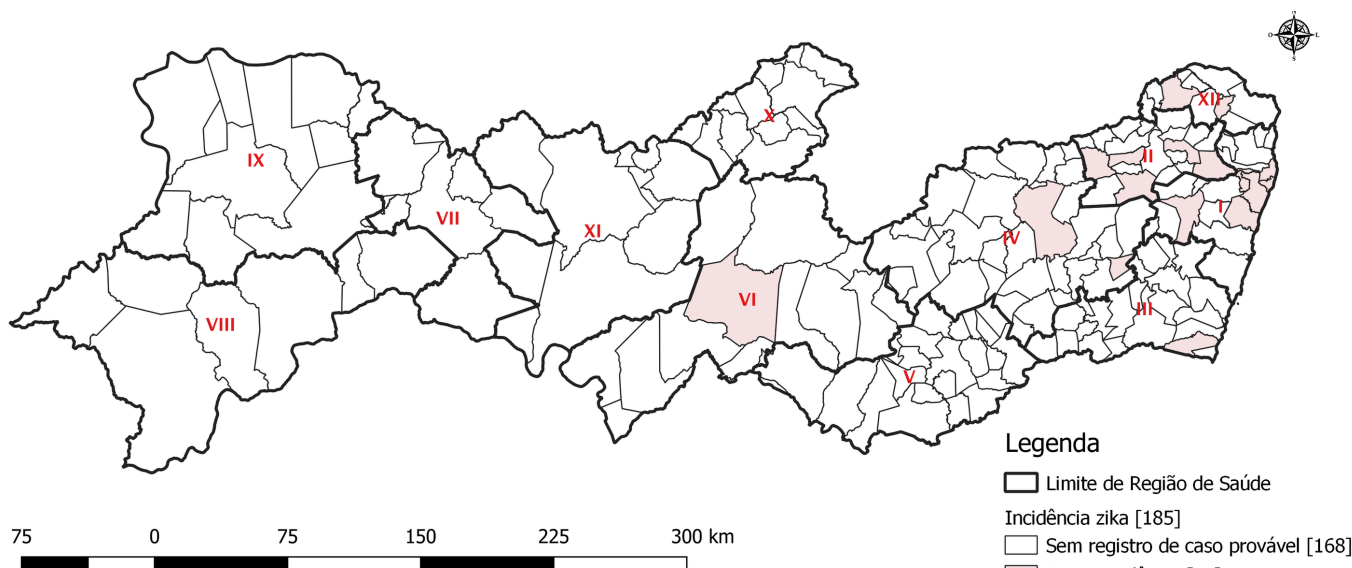 N
O L
S
XII
X
II
IX
I
VII
XI
IV
VI
III
VIII
V
Legenda
Limite de Região de Saúde
Incidência zika [185]
75 0 75 150 225 300 km
Sem registro de caso provável [168]